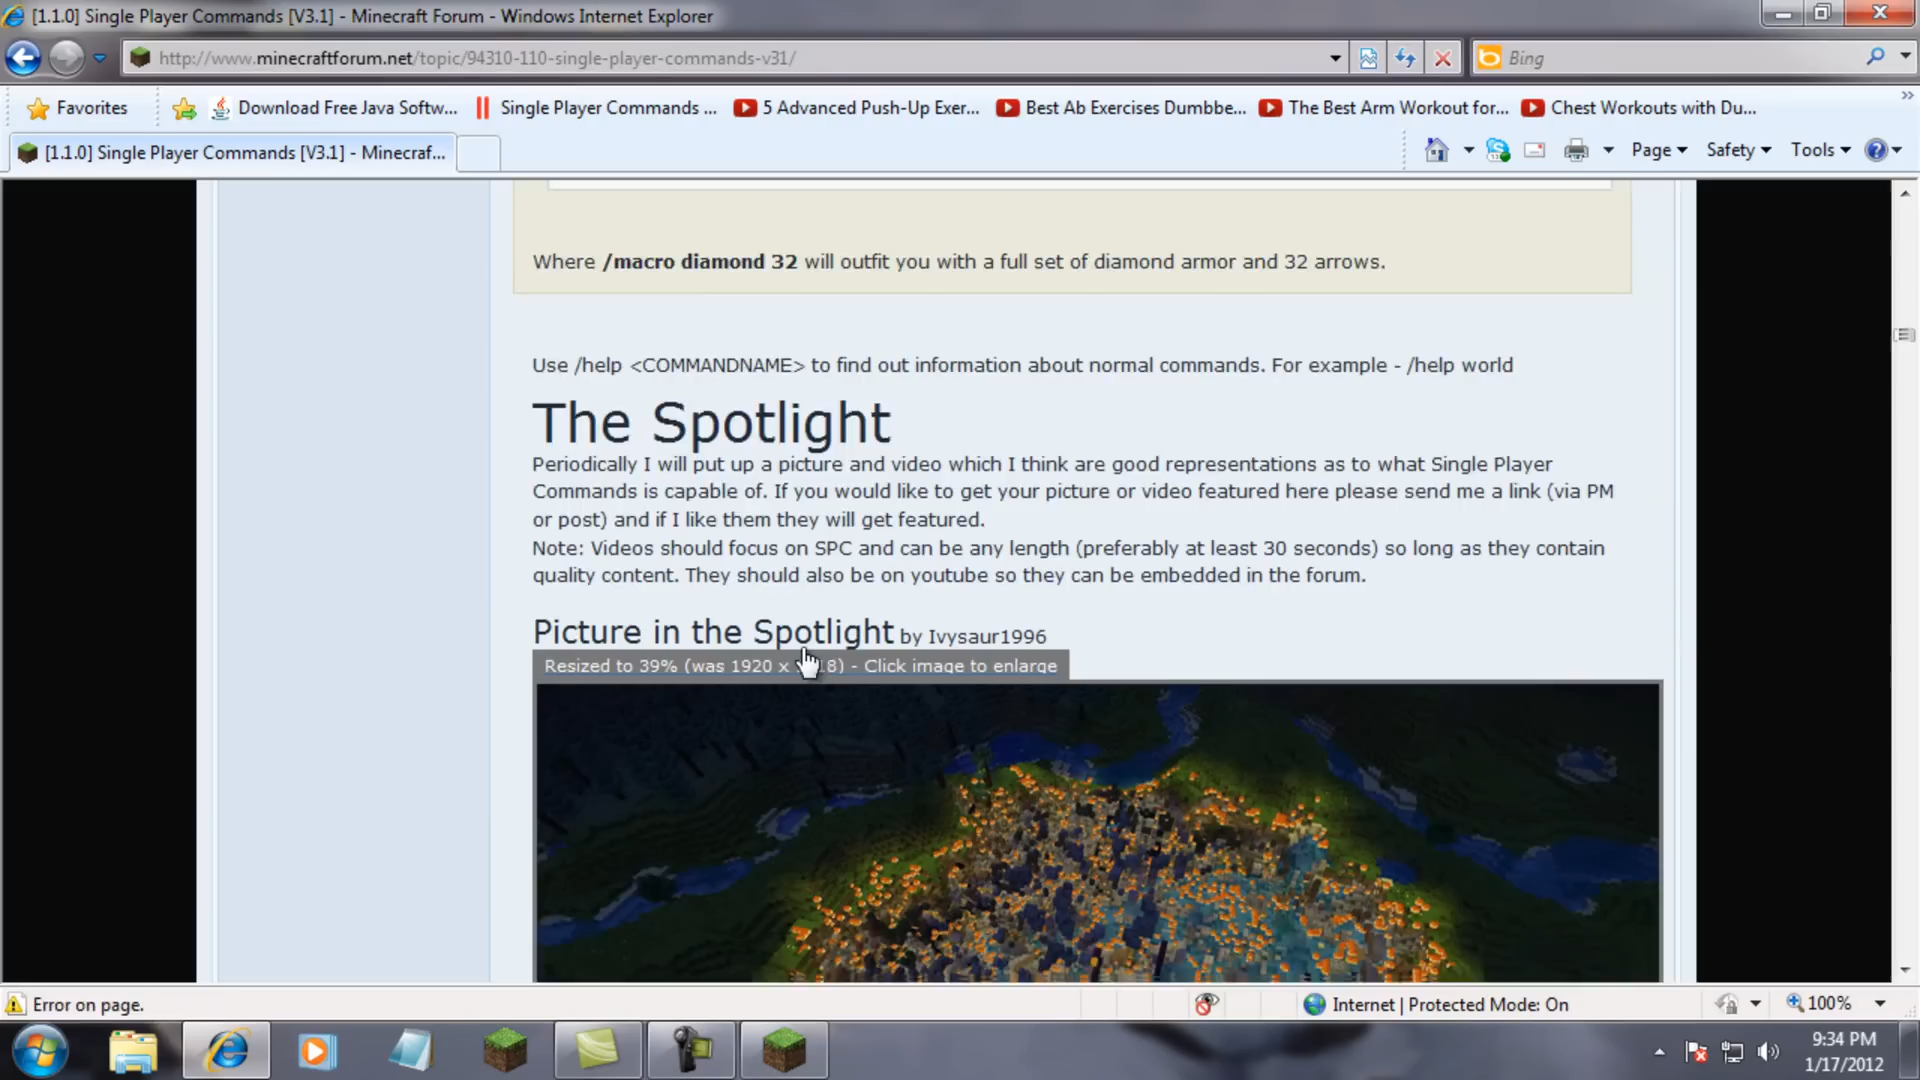 [1.1.0] Single Player Commands [V3.1] - Minecraft Forum - Windows Internet Explorer
http://www.minecraftforum.net/topic/94310-110-single-player-commands-v31/
Bing
Favorites
Download Free Java Softw...
Single Player Commands ...
5 Advanced Push-Up Exer...
Best Ab Exercises Dumbbe...
The Best Arm Workout for...
Chest Workouts with Du...
[1.1.0] Single Player Commands [V3.1] - Minecraf...
Page
Safety
Tools
Where /macro diamond 32 will outfit you with a full set of diamond armor and 32 arrows.
Use /help <COMMANDNAME> to find out information about normal commands. For example - /help world
The Spotlight
Periodically I will put up a picture and video which I think are good representations as to what Single Player
Commands is capable of. If you would like to get your picture or video featured here please send me a link (via PM
or post) and if I like them they will get featured.
Note: Videos should focus on SPC and can be any length (preferably at least 30 seconds) so long as they contain
quality content. They should also be on youtube so they can be embedded in the forum.
Picture in the Spotlight by Ivysaur1996
Resized to 39% (was 1920 x 18) - Click image to enlarge
Error on page.
Internet | Protected Mode: On
100%
9:34 PM
1/17/2012